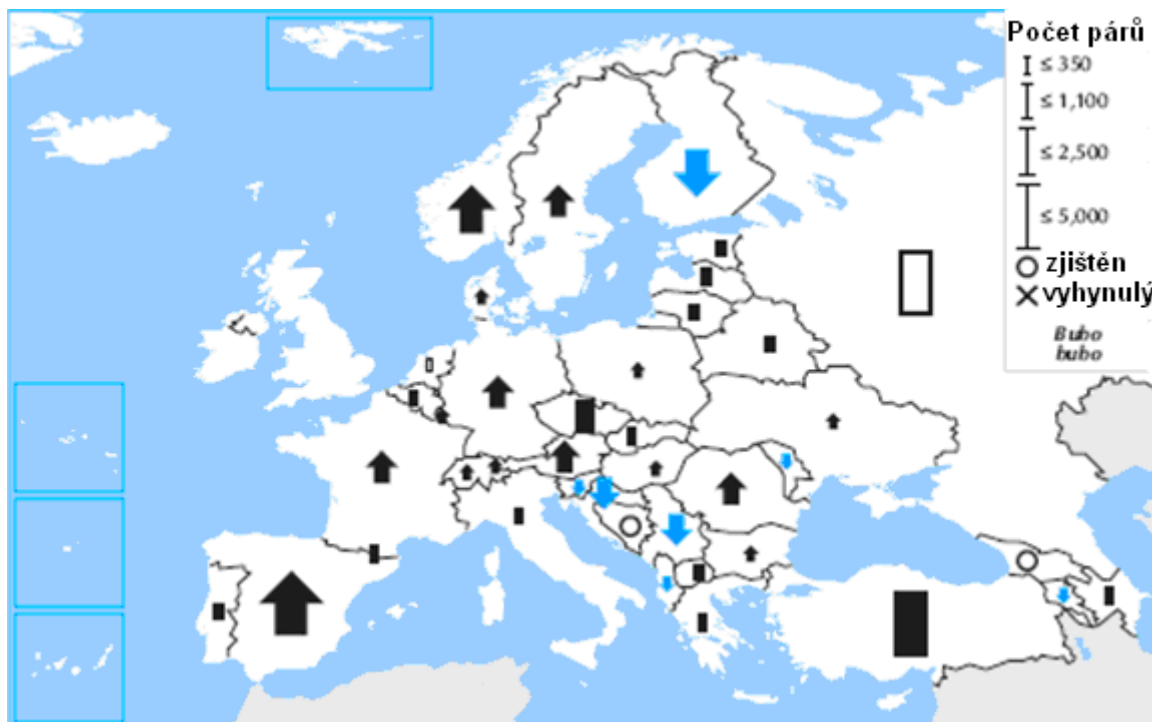 Počet párů
≤ 350
≤ 1,100
≤ 2,500
≤ 5,000
zjištěn
vyhynulý
Bubo
bubo